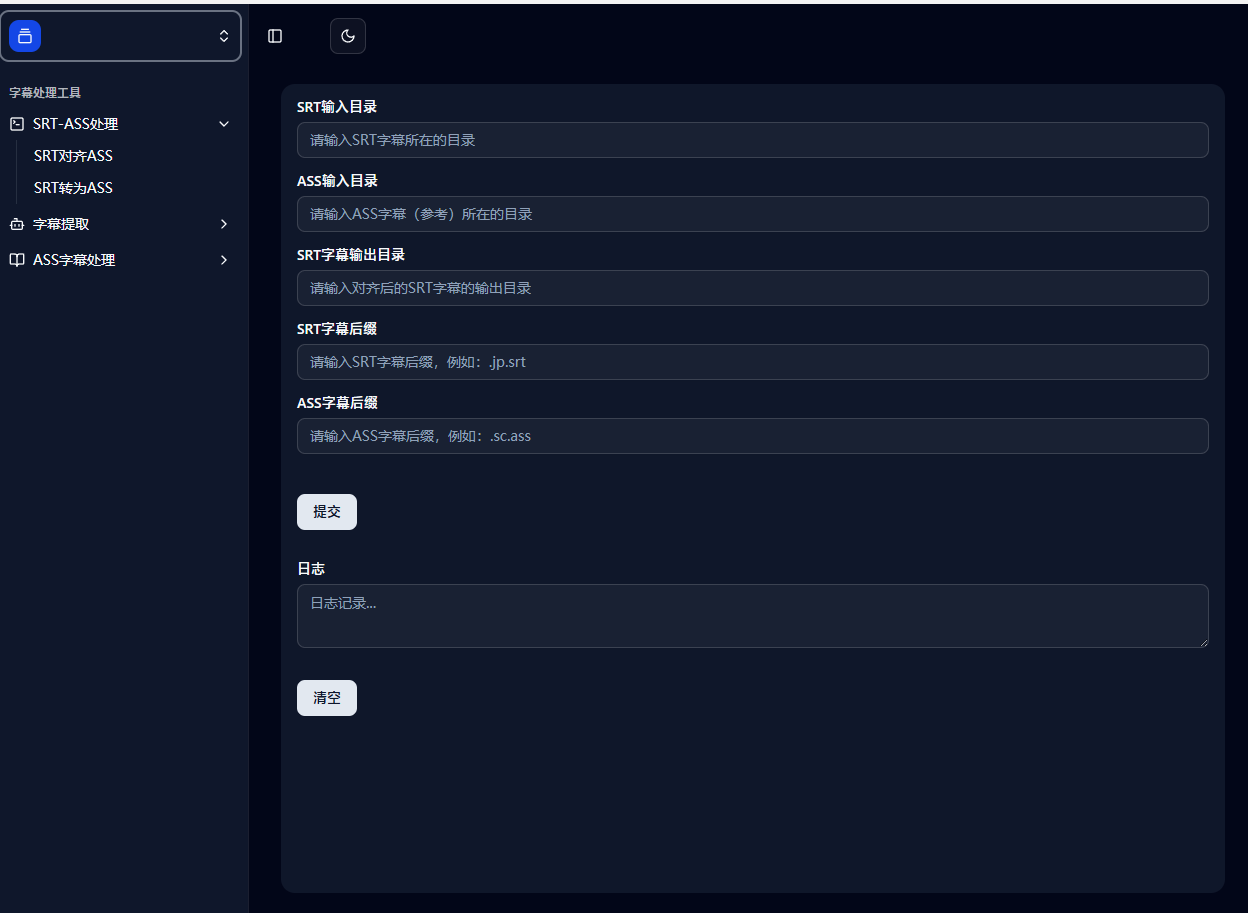 字幕处理工具
SRT-ASS处理
SRT对齐ASS
SRT转为ASS
字幕提取
ASS字幕处理
SRT输入目录
请输入SRT字幕所在的目录
ASS输入目录
请输入ASS字幕（参考）所在的目录
SRT字幕输出目录
请输入对齐后的SRT字幕的输出目录
SRT字幕后缀
请输入SRT字幕后缀，例如：.jp.srt
ASS字幕后缀
请输入ASS字幕后缀，例如：.sc.ass
提交
日志
日志记录...
清空